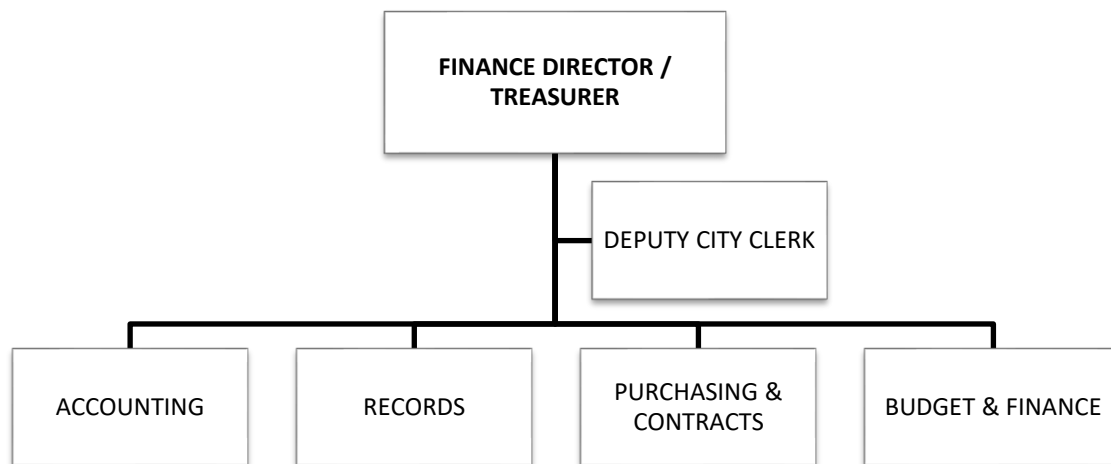 FINANCE DIRECTOR /
TREASURER
DEPUTY CITY CLERK
ACCOUNTING
RECORDS
PURCHASING &
CONTRACTS
BUDGET & FINANCE